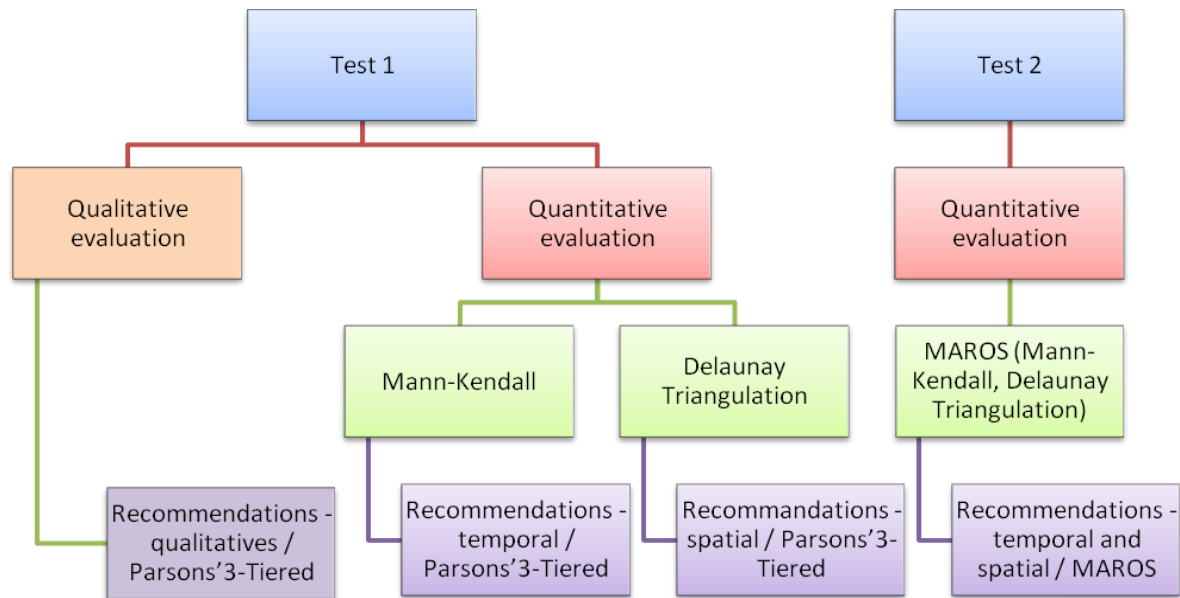 Test 1
Test 2
Qualitative
evaluation
Quantitative
evaluation
Quantitative
evaluation
Mann-Kendall
Delaunay
Triangulation
MAROS (Mann-
Kendall, Delaunay
Triangulation)
Recommendations -
qualitatives /
Parsons’3-Tiered
Recommendations -
temporal /
Parsons’3-Tiered
Recommandations -
spatial / Parsons’3-
Tiered
Recommendations -
temporal and
spatial / MAROS